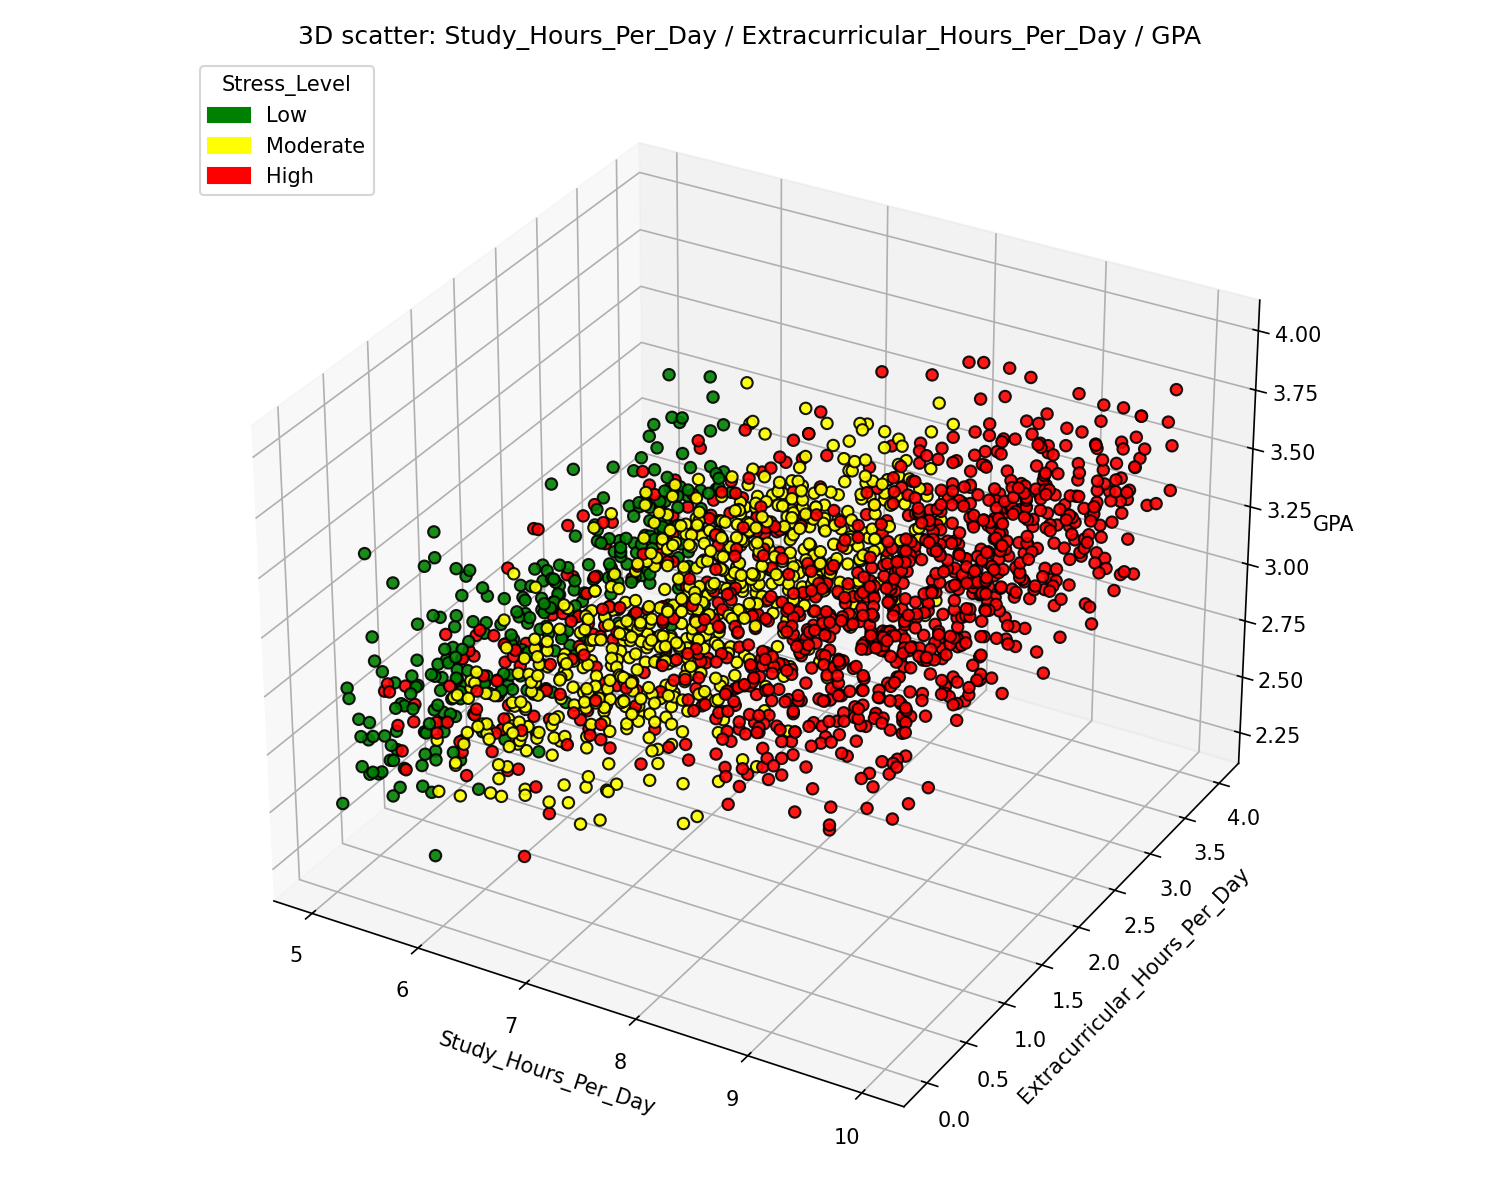 3D scatter: Study_Hours_Per_Day / Extracurricular_Hours_Per_Day / GPA
Stress_Level
Low
Moderate
High
4.00
3.75
3.50
3.25
GPA
3.00
2.75
2.50
2.25
4.0
3.5
3.0
2.5
2.0
1.5
1.0
0.5
0.0
Extracurricular_Hours_Per_Day
5
6
7
8
9
10
Study_Hours_Per_Day